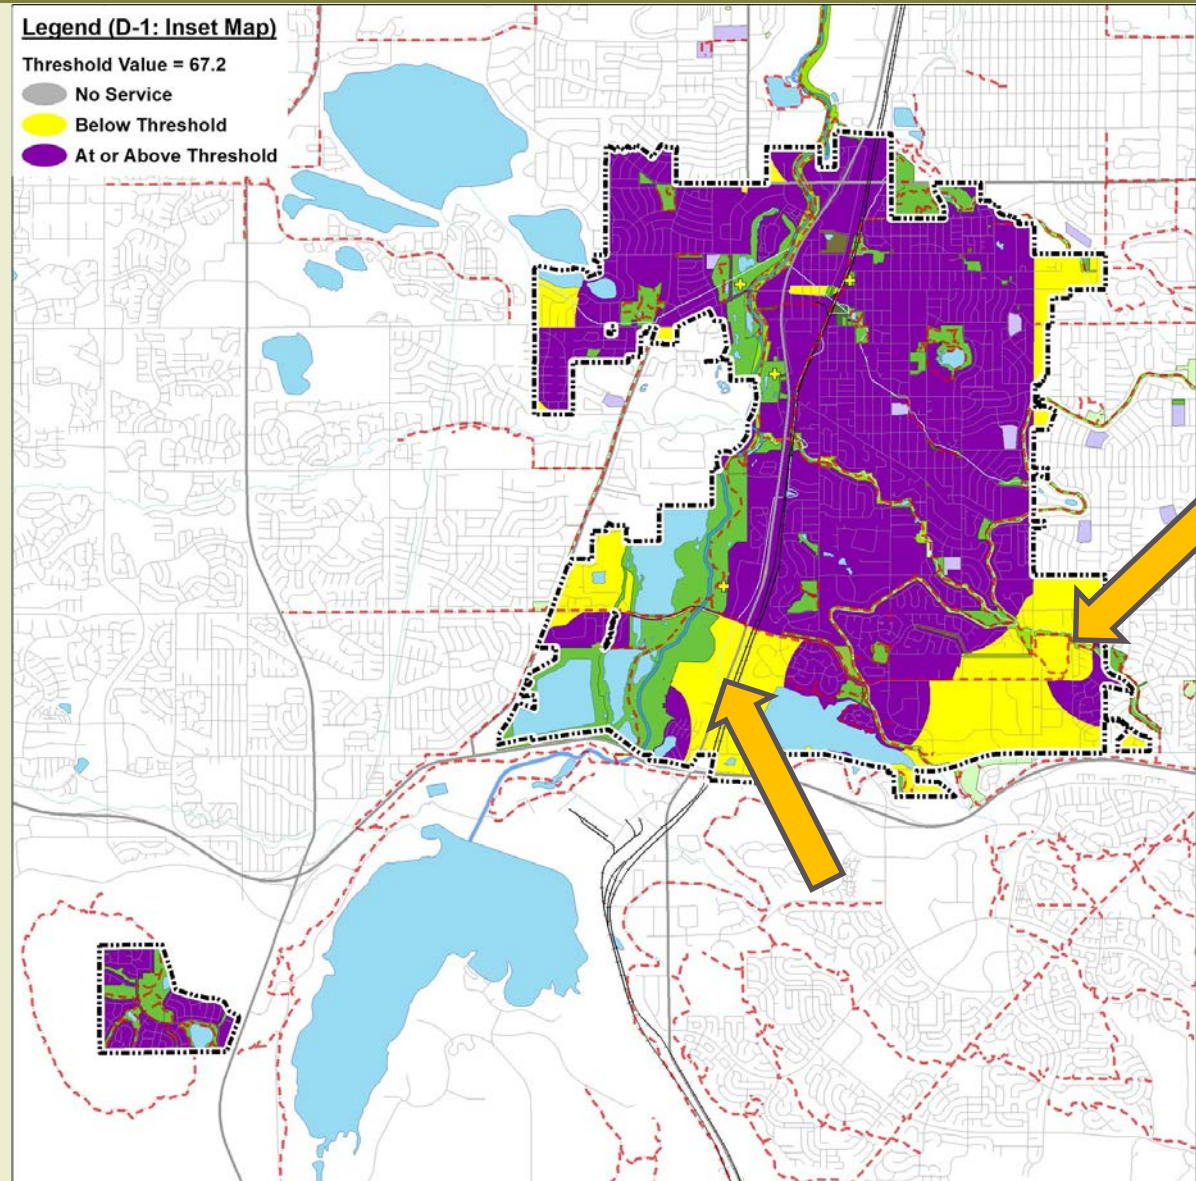 Legend (D-1: Inset Map)
Threshold Value = 67.2
No Service
Below Threshold
At or Above Threshold